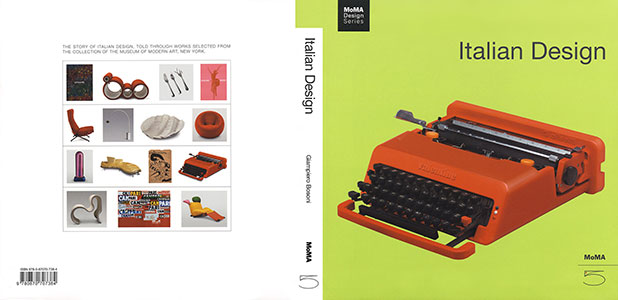 THE STORY OF ITALIAN DESIGN, TOLD THROUGH WORKS SELECTED FROM
THE COLLECTION OF THE MUSEUM OF MODERN ART, NEW YORK.
CAMPARI
Italian Design
Giampiero Bosoni
MoMA
5
MoMA
Design
Series
Italian Design
MoMA
5